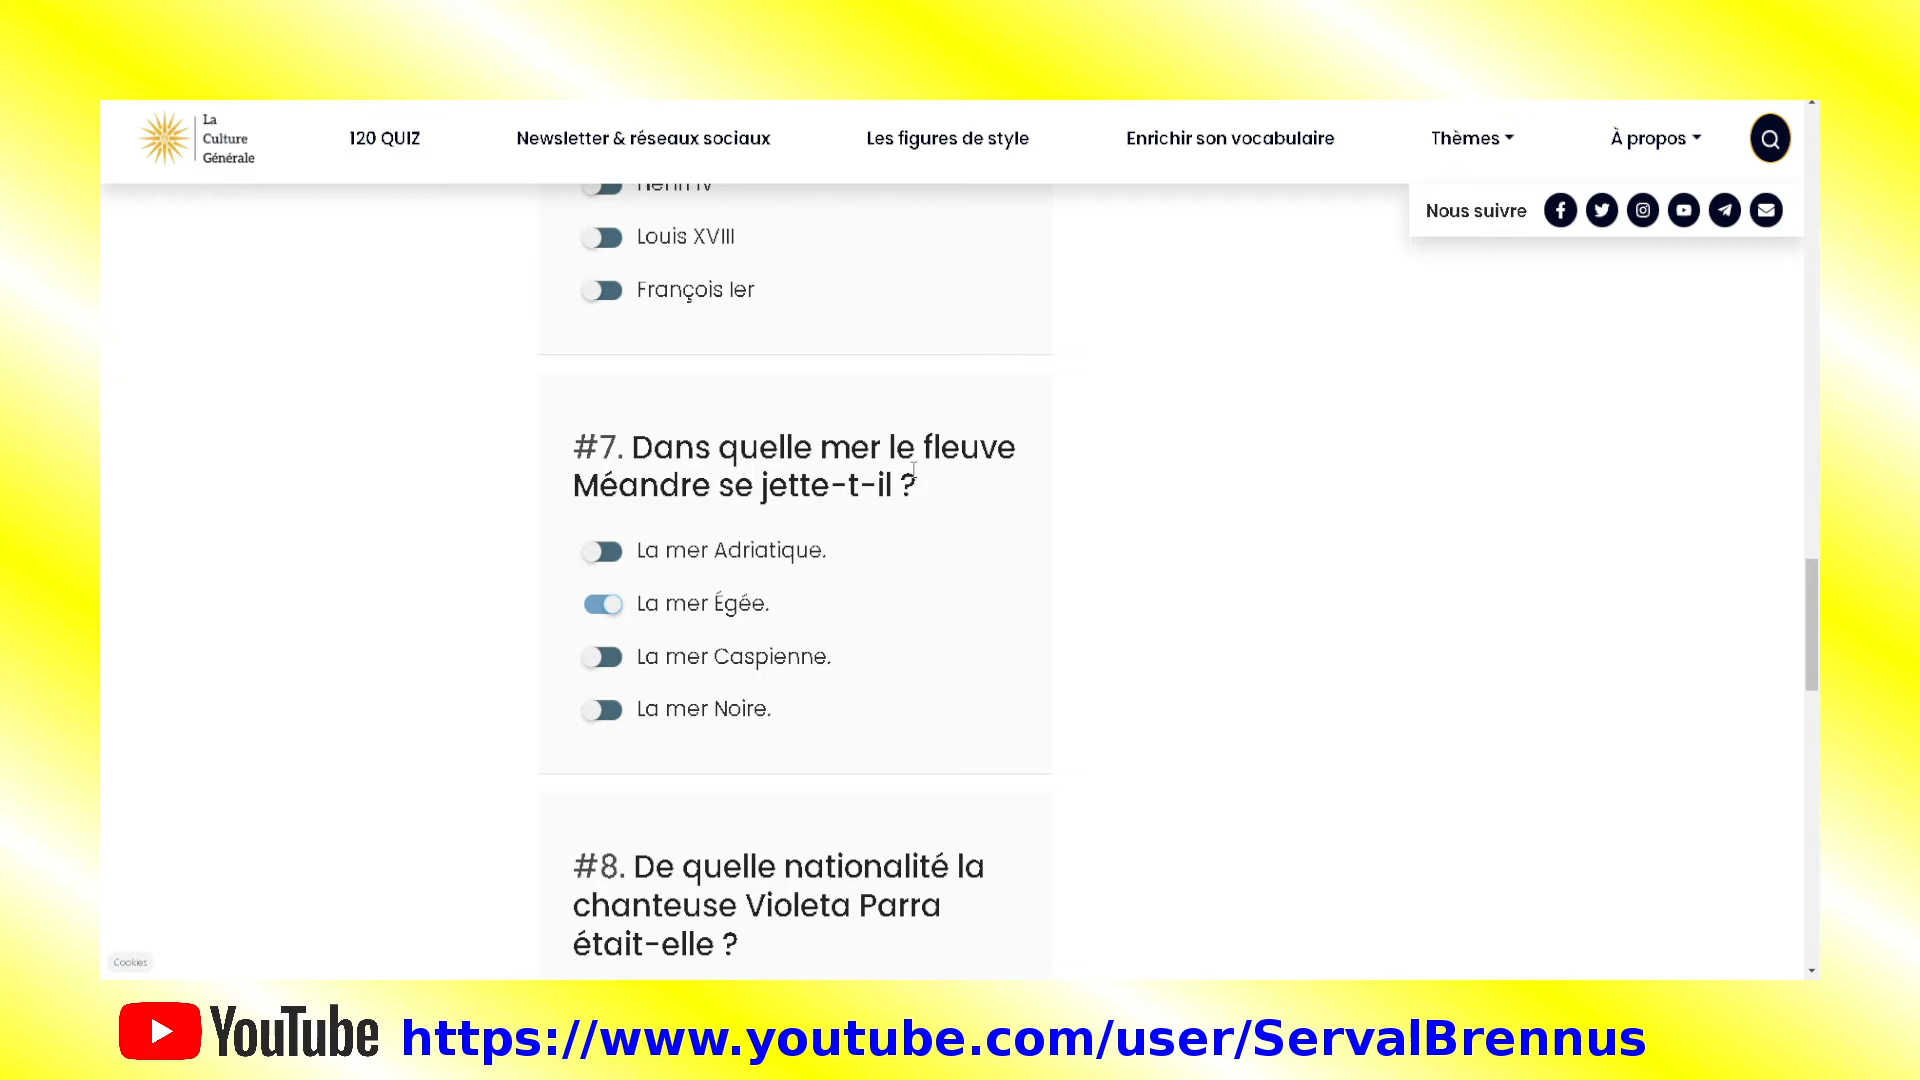 La
Culture
Générale
120 QUIZ
Newsletter & réseaux sociaux
Les figures de style
Enrichir son vocabulaire
Thèmes
À propos
Nous suivre
Henri IV
Louis XVIII
François Ier
#7. Dans quelle mer le fleuve
Méandre se jette-t-il ?
La mer Adriatique.
La mer Égée.
La mer Caspienne.
La mer Noire.
#8. De quelle nationalité la
chanteuse Violeta Parra
était-elle ?
Cookies
YouTube https://www.youtube.com/user/ServalBrennus